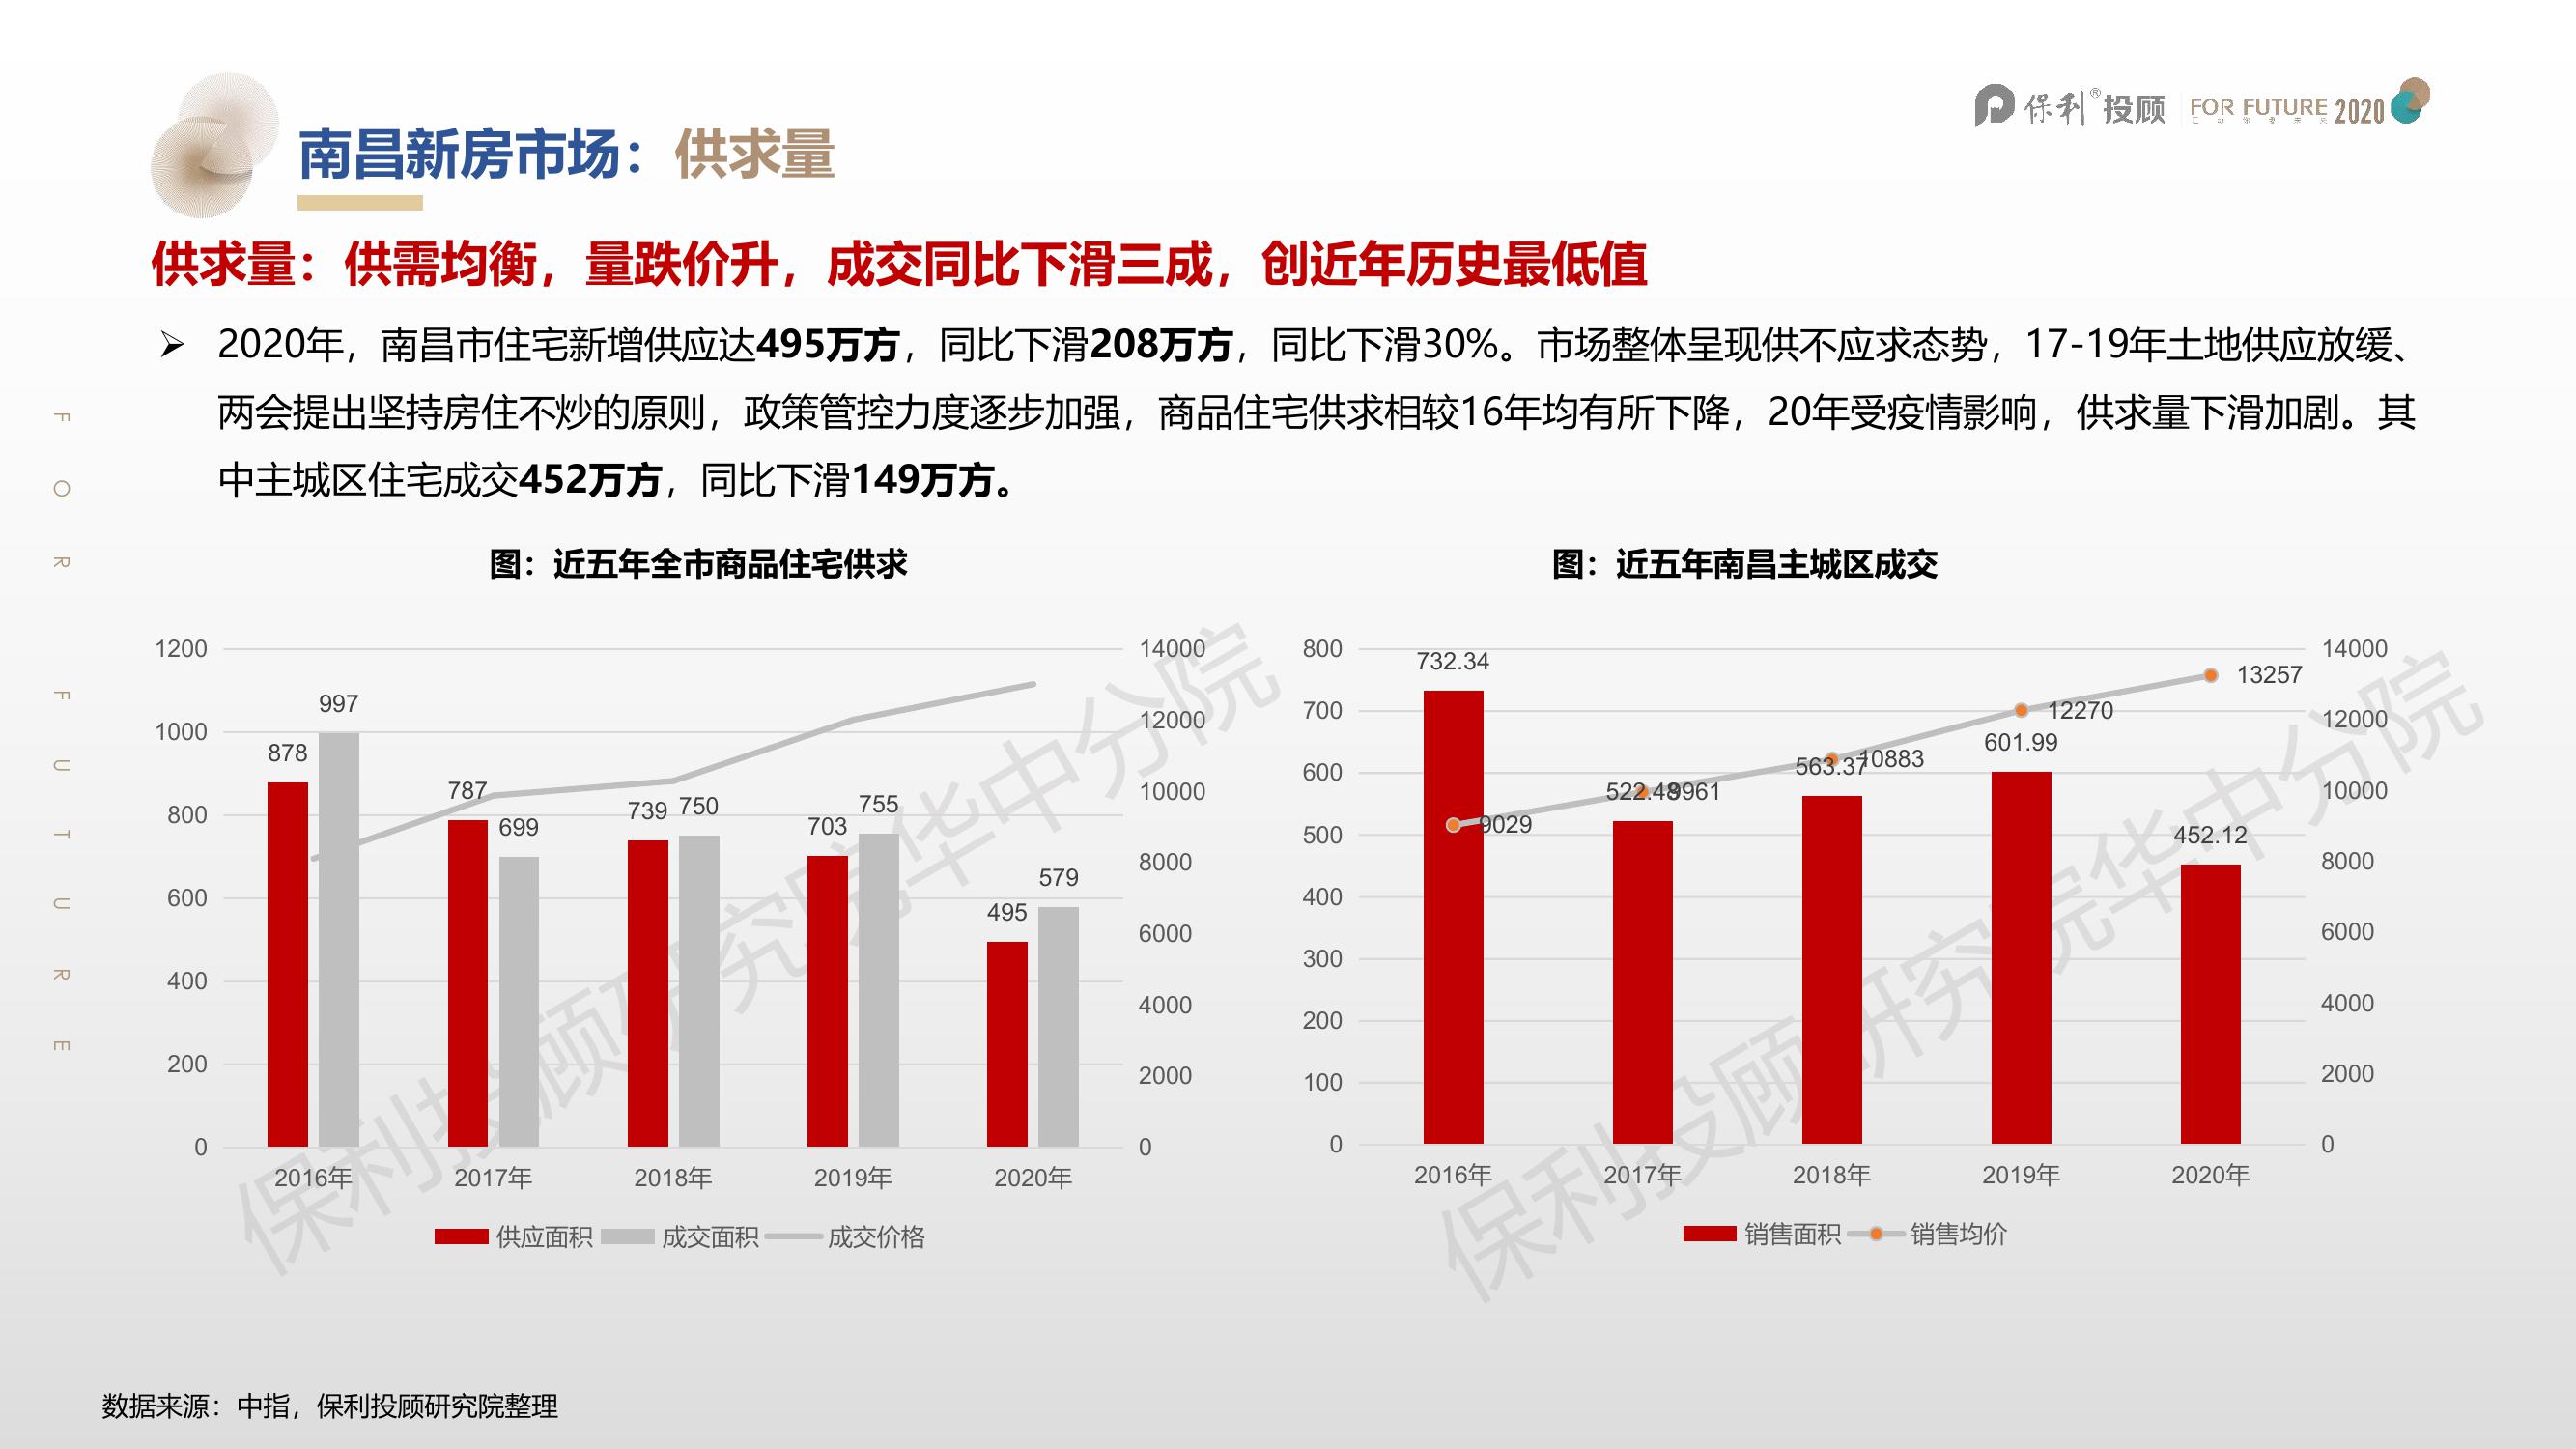 保利®投顾 FOR FUTURE 2020
南昌新房市场：供求量
供求量：供需均衡，量跌价升，成交同比下滑三成，创近年历史最低值
➢ 2020年，南昌市住宅新增供应达495万方，同比下滑208万方，同比下滑30%。市场整体呈现供不应求态势，17-19年土地供应放缓、
两会提出坚持房住不炒的原则，政策管控力度逐步加强，商品住宅供求相较16年均有所下降，20年受疫情影响，供求量下滑加剧。其
中主城区住宅成交452万方，同比下滑149万方。
FOR FUTURE
图：近五年全市商品住宅供求
1200
1000
800
600
400
200
0
14000
12000
10000
8000
6000
4000
2000
0
878 997
787 699
739 750
703 755
495 579
2016年 2017年 2018年 2019年 2020年
供应面积 成交面积 成交价格
保利投顾研究院华中分院
图：近五年南昌主城区成交
800
700
600
500
400
300
200
100
0
14000
12000
10000
8000
6000
4000
2000
0
732.34 522.48 563.37 601.99 452.12
9029 9961 10883 12270 13257
2016年 2017年 2018年 2019年 2020年
销售面积 销售均价
保利投顾研究院华中分院
数据来源：中指，保利投顾研究院整理